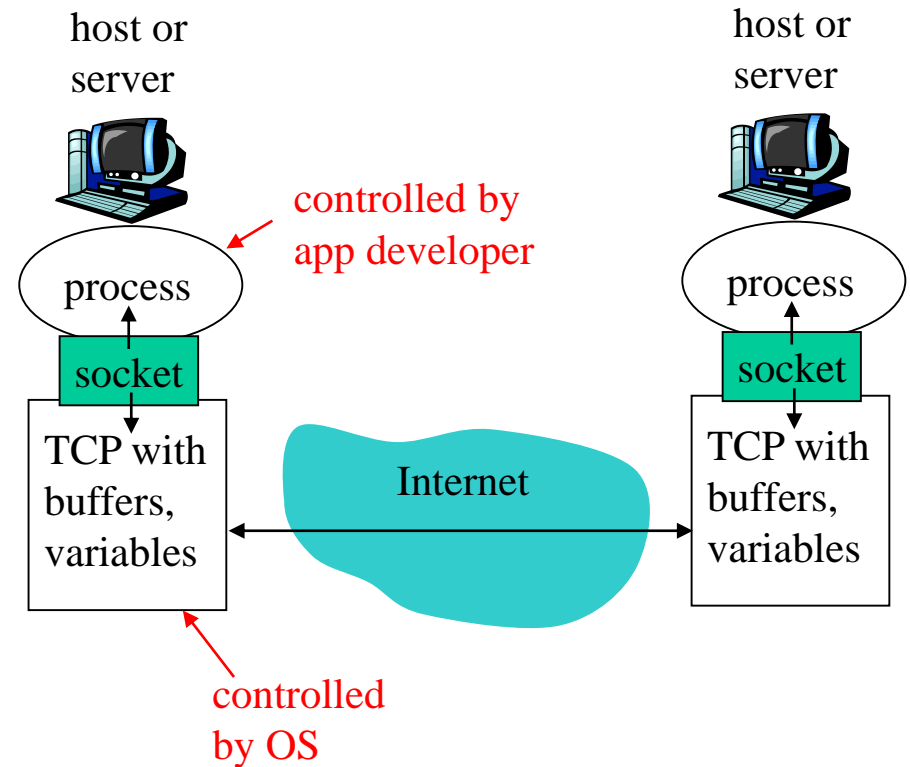 host or
server
host or
server
controlled by
app developer
process
process
socket
socket
TCP with
buffers,
variables
Internet
TCP with
buffers,
variables
controlled
by OS